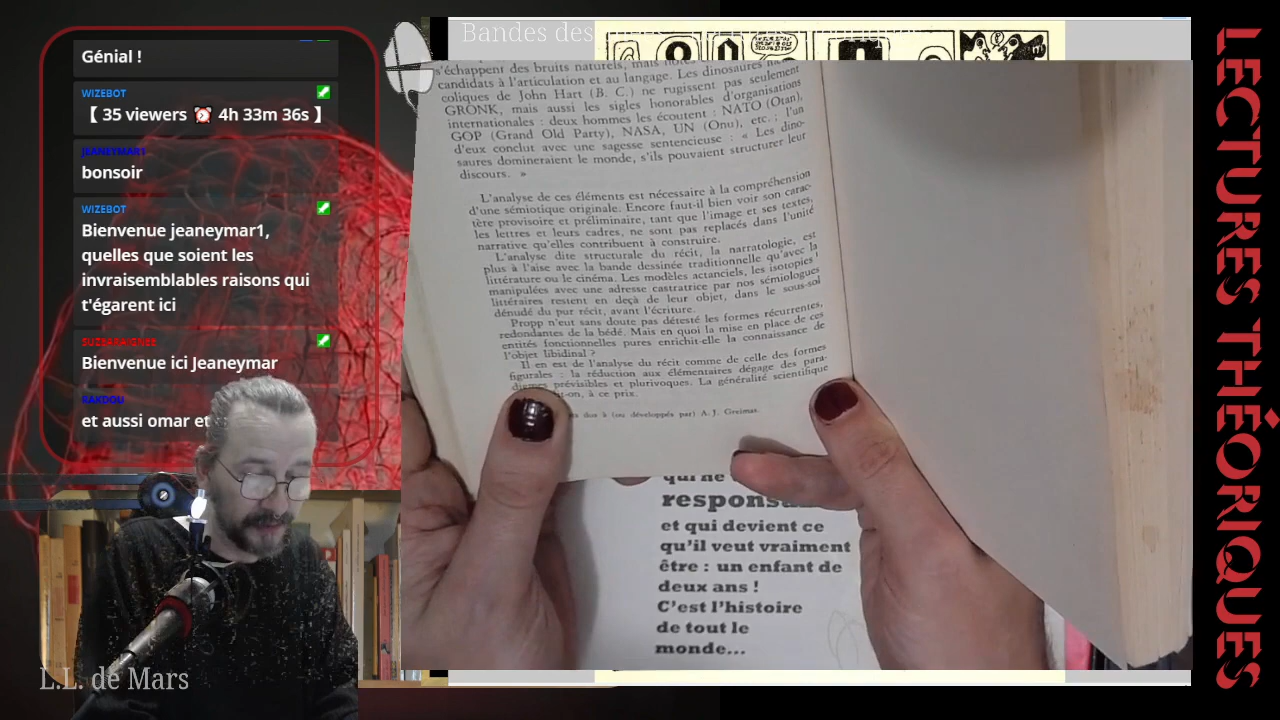 Génial !
WIZEBOT
【 35 viewers ⏰ 4h 33m 36s 】
JEANEYMAR1
bonsoir
WIZEBOT
Bienvenue jeaneymar1,
quelles que soient les
invraisemblables raisons qui
t'égarent ici
SUZERAIGNEE
Bienvenue ici Jeaneymar
et aussi omar et
L.L. de Mars
Bandes des
s'échappent des bruits naturels, mais
candidats à l'articulation et au langage. Les dinosaures
coliques de John Hart (B. C.) ne rugissent pas seulement
GRONK, mais aussi les sigles honorables d'organisations
internationales : deux hommes les écoutent : NATO (Otan),
GOP (Grand Old Party), NASA, UN (Onu), etc. ; l'un
d'eux conclut avec une sagesse sentencieuse : « Les dino-
saures domineraient le monde, s'ils pouvaient structurer leur
discours. »
L'analyse de ces éléments est nécessaire à la compréhension
d'une sémiotique originale. Encore faut-il bien voir son carac-
tère provisoire et préliminaire, tant que l'image et ses textes,
les lettres et leurs cadres, ne sont pas replacés dans l'unité
narrative qu'elles contribuent à construire.
L'analyse dite structurale du récit, la narratologie, est
plus à l'aise avec la bande dessinée traditionnelle qu'avec la
littérature ou le cinéma. Les modèles actanciels, les isotopies
manipulées avec une adresse castratrice par nos sémiologues
littéraires restent en deçà de leur objet, dans le sous-sol
dénudé du pur récit, avant l'écriture.
Propp n'eut sans doute pas détesté les formes récurrentes,
redondantes de la bédé. Mais en quoi la mise en place de ces
entités fonctionnelles pures enrichit-elle la connaissance de
l'objet libidinal ?
Il en est de l'analyse du récit comme de celle des formes
figurales : la réduction aux élémentaires dégage des para-
digmes prévisibles et plurivoques. La généralité scientifique
-on, à ce prix.
dus à (ou développés par) A. J. Greimas.
qui ne
et qui devient ce
qu'il veut vraiment
être : un enfant de
deux ans !
C'est l'histoire
de tout le
monde...
LECTURES THÉORIQUES